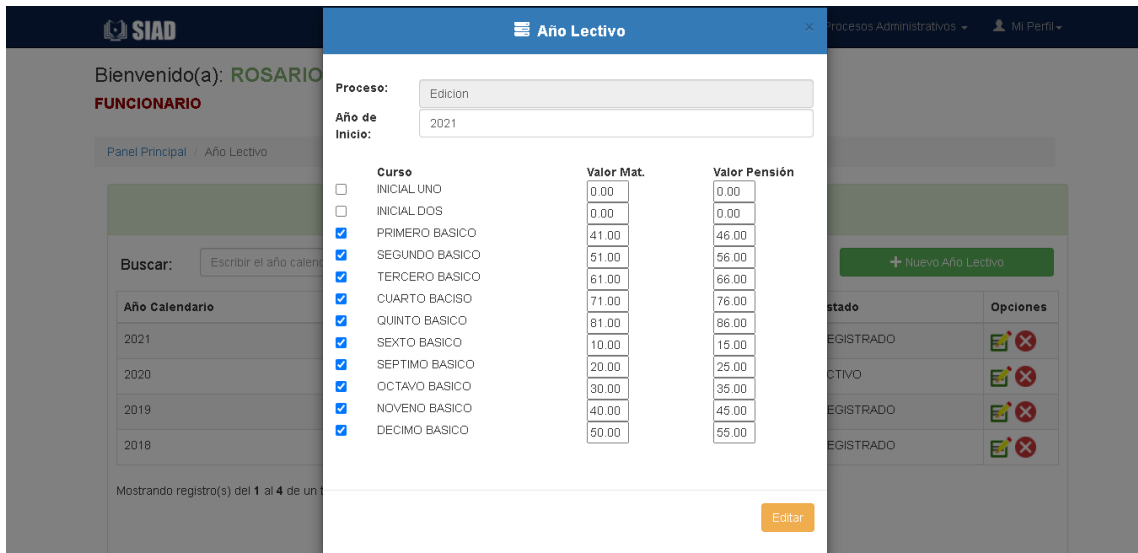 SIAD
Año Lectivo
×
Procesos Administrativos
Mi Perfil
Bienvenido(a): ROSARIO
FUNCIONARIO
Panel Principal / Año Lectivo
Proceso: Edicion
Año de Inicio: 2021
Curso Valor Mat. Valor Pensión
INICIAL UNO 0.00 0.00
INICIAL DOS 0.00 0.00
PRIMERO BASICO 41.00 46.00
SEGUNDO BASICO 51.00 56.00
TERCERO BASICO 61.00 66.00
CUARTO BACISO 71.00 76.00
QUINTO BASICO 81.00 86.00
SEXTO BASICO 10.00 15.00
SEPTIMO BASICO 20.00 25.00
OCTAVO BASICO 30.00 35.00
NOVENO BASICO 40.00 45.00
DECIMO BASICO 50.00 55.00
Editar
Buscar: Escribir el año calend
+ Nuevo Año Lectivo
Año Calendario stado Opciones
2021 EGISTRADO
2020 CTIVO
2019 EGISTRADO
2018 EGISTRADO
Mostrando registro(s) del 1 al 4 de un t